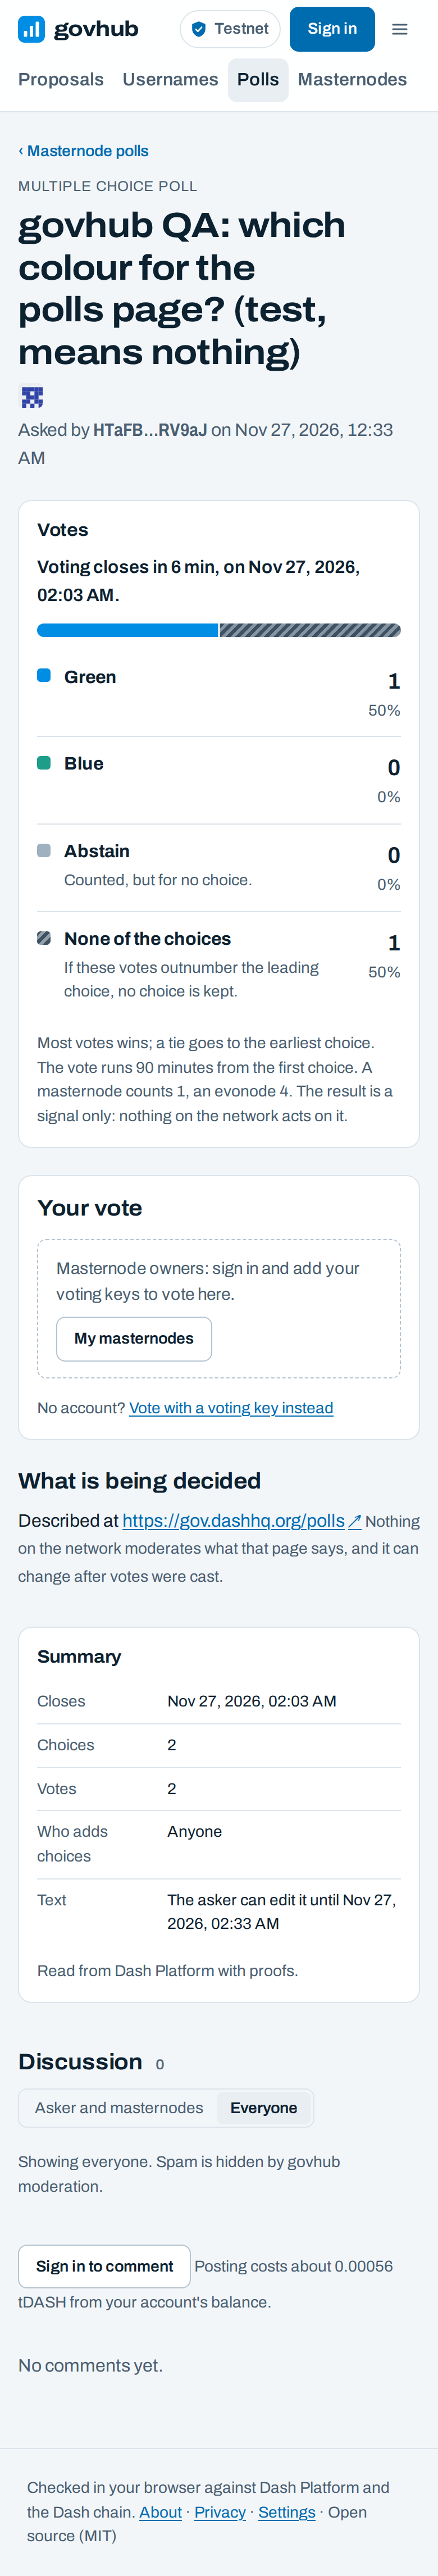 govhub
Testnet
Sign in
Proposals
Usernames
Polls
Masternodes
‹ Masternode polls
MULTIPLE CHOICE POLL
govhub QA: which
colour for the
polls page? (test,
means nothing)
Asked by HTaFB…RV9aJ on Nov 27, 2026, 12:33
AM
Votes
Voting closes in 6 min, on Nov 27, 2026,
02:03 AM.
Green
1
50%
Blue
0
0%
Abstain
0
Counted, but for no choice.
0%
None of the choices
1
If these votes outnumber the leading
50%
choice, no choice is kept.
Most votes wins; a tie goes to the earliest choice.
The vote runs 90 minutes from the first choice. A
masternode counts 1, an evonode 4. The result is a
signal only: nothing on the network acts on it.
Your vote
Masternode owners: sign in and add your
voting keys to vote here.
My masternodes
No account? Vote with a voting key instead
What is being decided
Described at https://gov.dashhq.org/polls ↗ Nothing
on the network moderates what that page says, and it can
change after votes were cast.
Summary
Closes Nov 27, 2026, 02:03 AM
Choices 2
Votes 2
Who adds Anyone
choices
Text The asker can edit it until Nov 27,
2026, 02:33 AM
Read from Dash Platform with proofs.
Discussion 0
Asker and masternodes
Everyone
Showing everyone. Spam is hidden by govhub
moderation.
Sign in to comment Posting costs about 0.00056
tDASH from your account's balance.
No comments yet.
Checked in your browser against Dash Platform and
the Dash chain. About · Privacy · Settings · Open
source (MIT)